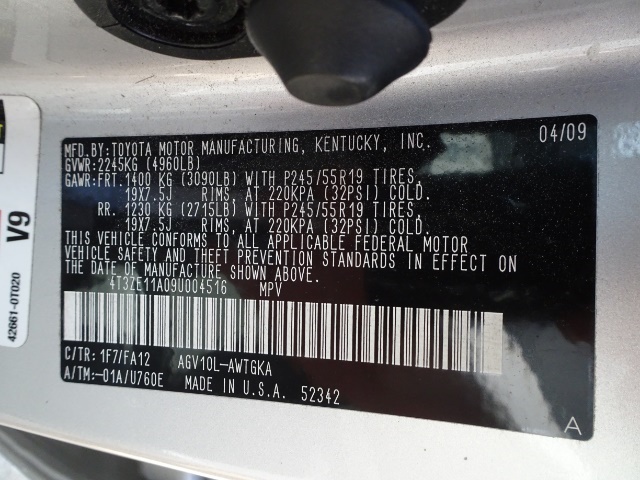 MFD.BY:TOYOTA MOTOR MANUFACTURING, KENTUCKY, INC. 04/09
GVWR:2245KG (4960LB)
GAWR:FRT.1400 KG (3090LB) WITH P245/55R19 TIRES,
19X7.5J RIMS, AT 220KPA (32PSI) COLD.
RR. 1230 KG (2715LB) WITH P245/55R19 TIRES,
19X7.5J RIMS, AT 220KPA (32PSI) COLD.
THIS VEHICLE CONFORMS TO ALL APPLICABLE FEDERAL MOTOR
VEHICLE SAFETY AND THEFT PREVENTION STANDARDS IN EFFECT ON
THE DATE OF MANUFACTURE SHOWN ABOVE.
4T3ZE11A09U004516 MPV
C/TR: 1F7/FA12 AGV10L-AWTGKA
A/TM:-01A/U760E MADE IN U.S.A. 52342
A
V9
42661-0T020